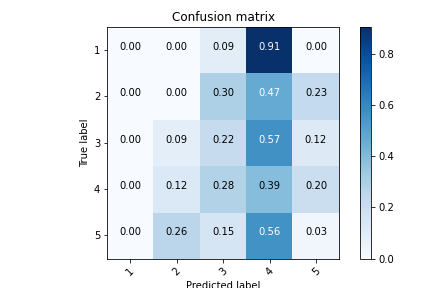 Confusion matrix
1 0.00 0.00 0.09 0.91 0.00
2 0.00 0.00 0.30 0.47 0.23
3 0.00 0.09 0.22 0.57 0.12
4 0.00 0.12 0.28 0.39 0.20
5 0.00 0.26 0.15 0.56 0.03
True label
1 2 3 4 5
Predicted label
0.8
0.6
0.4
0.2
0.0